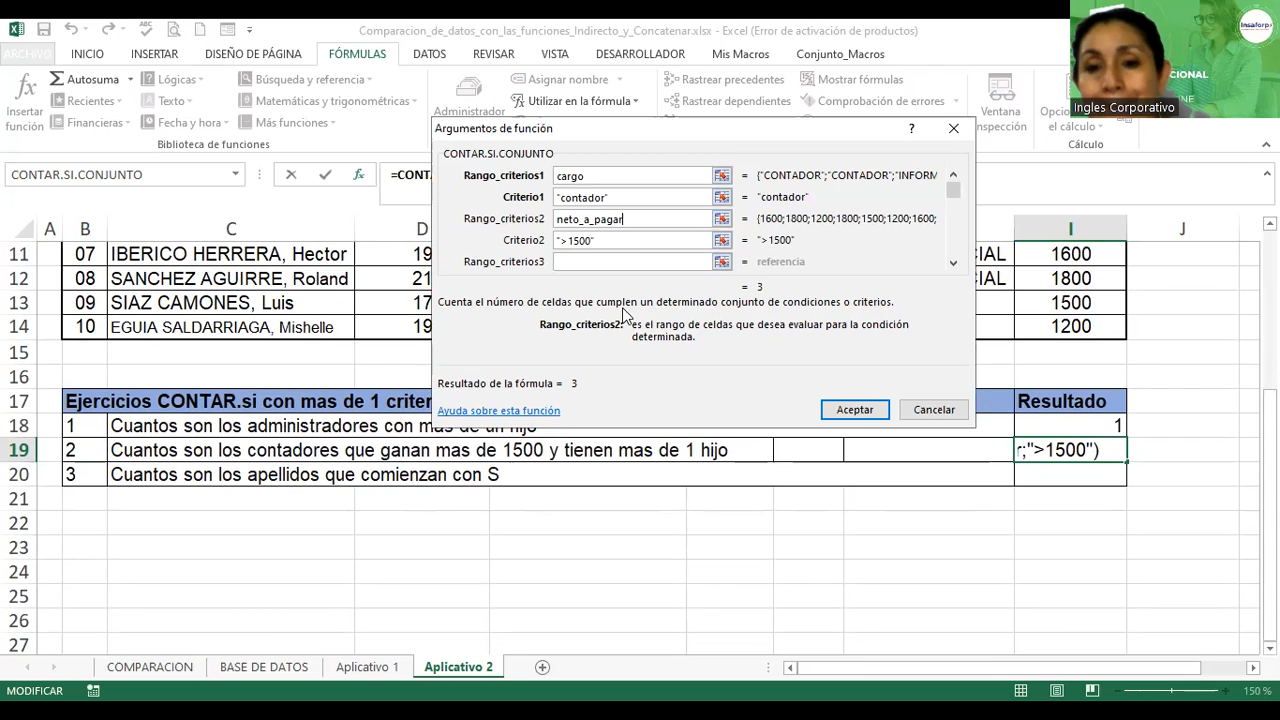 Comparacion_de_datos_con_las_funciones_Indirecto_y_Concatenar.xlsx - Excel (Error de activación de productos)
ARCHIVO INICIO INSERTAR DISEÑO DE PÁGINA FÓRMULAS DATOS REVISAR VISTA DESARROLLADOR Mis Macros Conjunto_Macros
Insertar función
Autosuma Lógicas Búsqueda y referencia
Recientes Texto Matemáticas y trigonométricas
Financieras Fecha y hora Más funciones
Biblioteca de funciones
Administrador
Asignar nombre
Utilizar en la fórmula
Rastrear precedentes Mostrar fórmulas
Rastrear dependientes Comprobación de errores
Ventana
Inspección
el cálculo
Cálculo
Insaforp
CIONAL
Ingles Corporativo
CONTAR.SI.CONJUNTO
=CONTA
Argumentos de función ?
CONTAR.SI.CONJUNTO
Rango_criterios1 cargo = {"CONTADOR";"CONTADOR";"INFORM
Criterio1 "contador" = "contador"
Rango_criterios2 neto_a_pagar = {1600;1800;1200;1800;1500;1200;1600;
Criterio2 ">1500" = ">1500"
Rango_criterios3 = referencia
= 3
Cuenta el número de celdas que cumplen un determinado conjunto de condiciones o criterios.
Rango_criterios2: es el rango de celdas que desea evaluar para la condición
determinada.
Resultado de la fórmula = 3
Ayuda sobre esta función Aceptar Cancelar
A B C D I J
11 07 IBERICO HERRERA, Hector 19 CIAL 1600
12 08 SANCHEZ AGUIRRE, Roland 21 CIAL 1800
13 09 SIAZ CAMONES, Luis 17 1500
14 10 EGUIA SALDARRIAGA, Mishelle 19 1200
15
16
17 Ejercicios CONTAR.si con mas de 1 criter Resultado
18 1 Cuantos son los administradores con mas de un hijo 1
19 2 Cuantos son los contadores que ganan mas de 1500 y tienen mas de 1 hijo r;">1500")
20 3 Cuantos son los apellidos que comienzan con S
21
22
23
24
25
26
27
COMPARACION BASE DE DATOS Aplicativo 1 Aplicativo 2
MODIFICAR 150 %